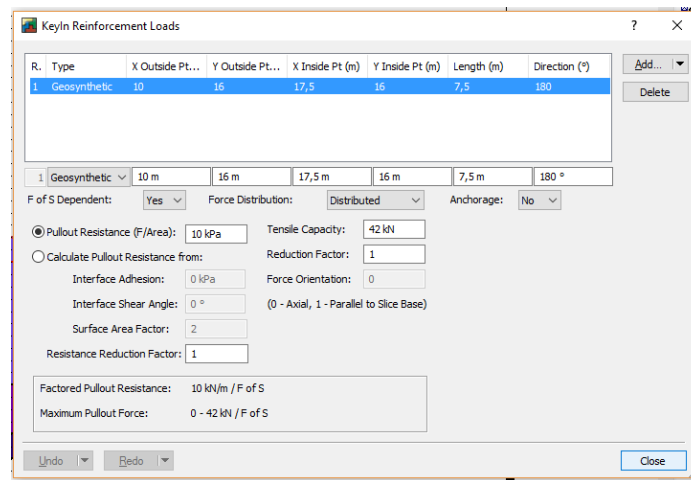 KeyIn Reinforcement Loads ? ×
R. Type X Outside Pt... Y Outside Pt... X Inside Pt (m) Y Inside Pt (m) Length (m) Direction (°) Add...
1 Geosynthetic 10 16 17,5 16 7,5 180 Delete
1 Geosynthetic 10 m 16 m 17,5 m 16 m 7,5 m 180 °
F of S Dependent: Yes Force Distribution: Distributed Anchorage: No
Pullout Resistance (F/Area): 10 kPa Tensile Capacity: 42 kN
Calculate Pullout Resistance from: Reduction Factor: 1
Interface Adhesion: 0 kPa Force Orientation: 0
Interface Shear Angle: 0 ° (0 - Axial, 1 - Parallel to Slice Base)
Surface Area Factor: 2
Resistance Reduction Factor: 1
Factored Pullout Resistance: 10 kN/m / F of S
Maximum Pullout Force: 0 - 42 kN / F of S
Undo Redo Close